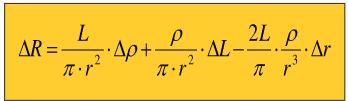 ΔR = L / (π · r²) · Δρ + ρ / (π · r²) · ΔL − 2L / π · ρ / r³ · Δr